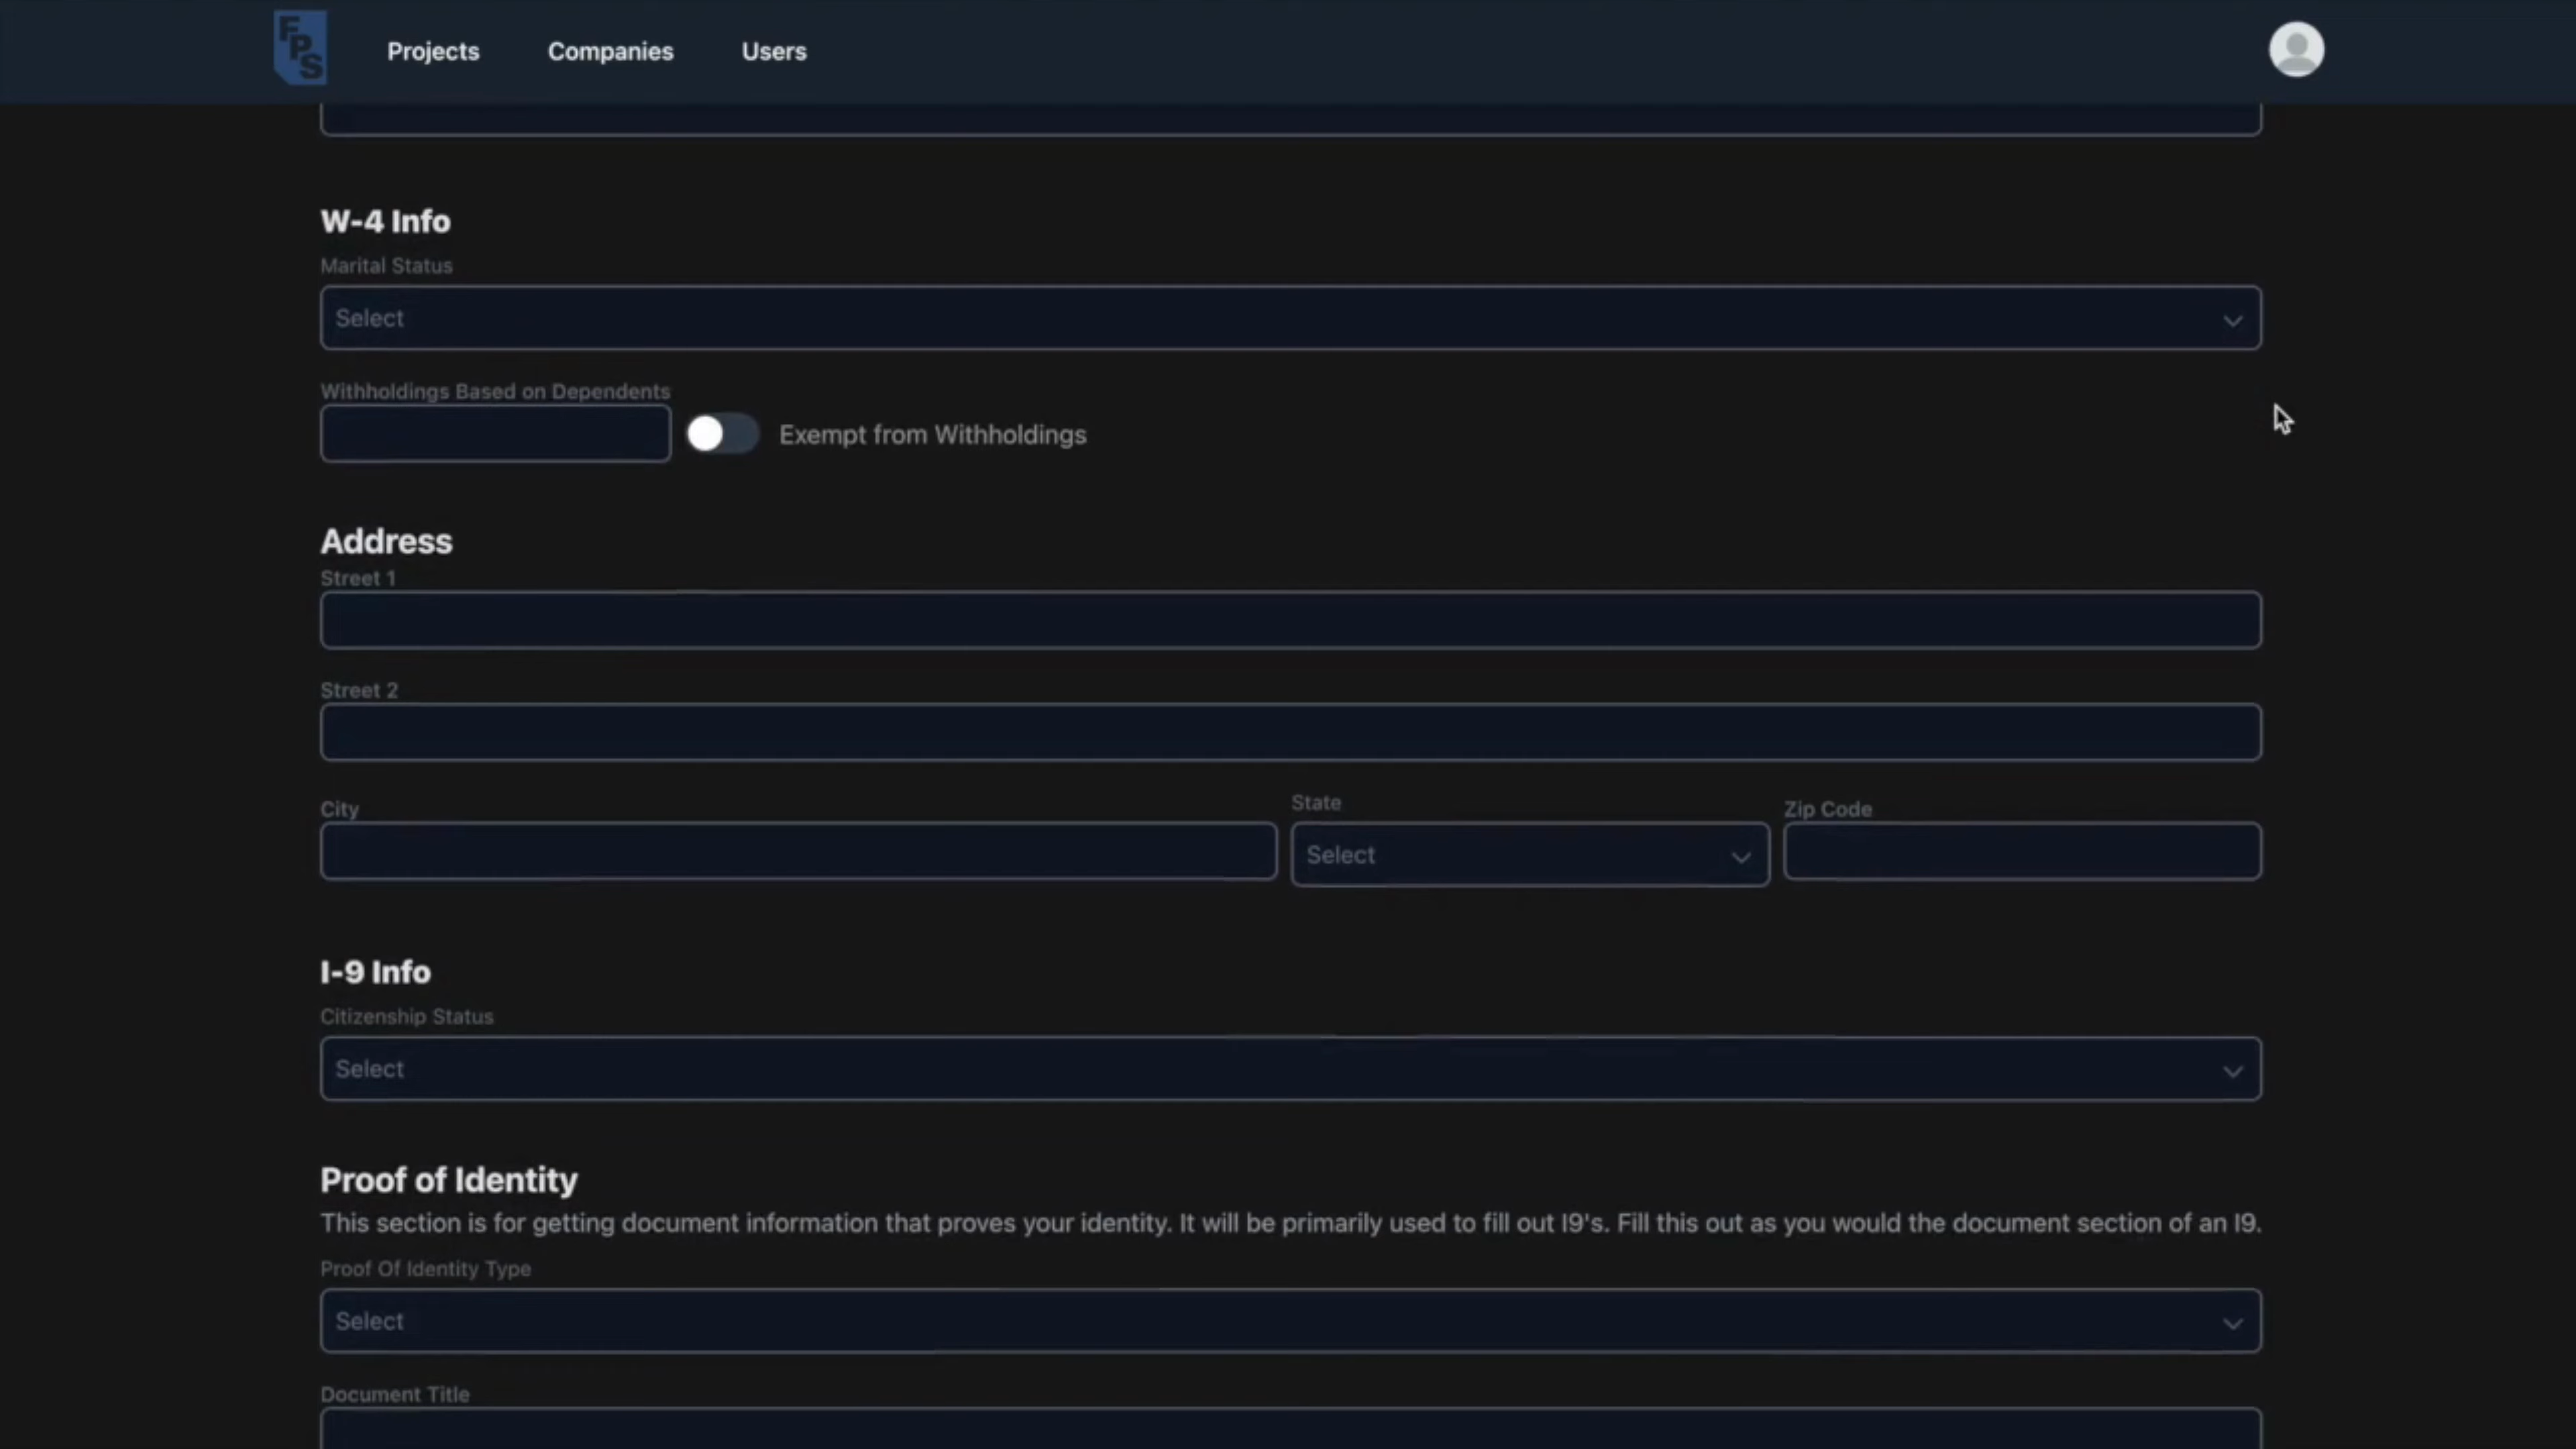 FPS
Projects Companies Users
W-4 Info
Marital Status
Select
Withholdings Based on Dependents
Exempt from Withholdings
Address
Street 1
Street 2
City State Zip Code
Select
I-9 Info
Citizenship Status
Select
Proof of Identity
This section is for getting document information that proves your identity. It will be primarily used to fill out I9's. Fill this out as you would the document section of an I9.
Proof Of Identity Type
Select
Document Title